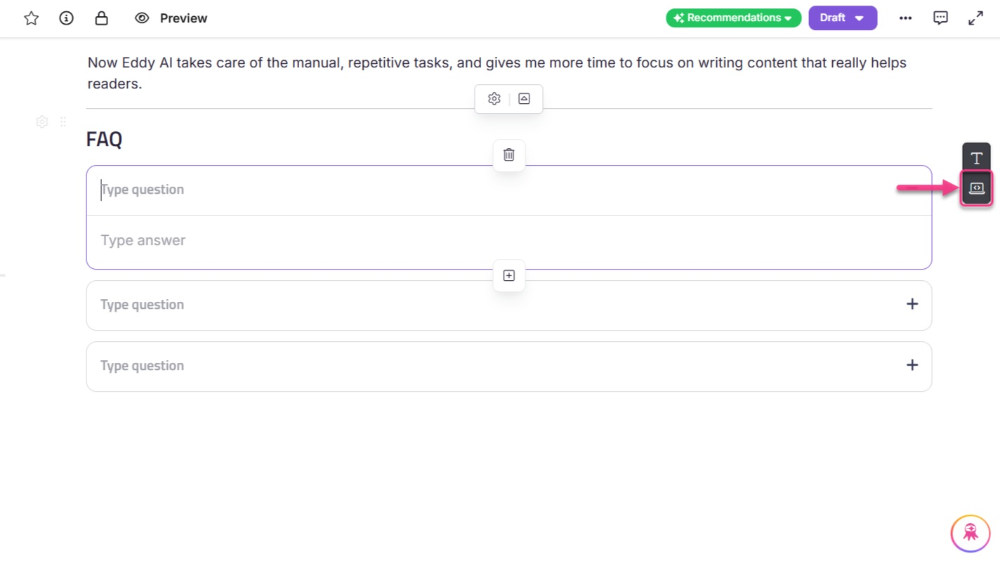 Preview
Recommendations
Draft
Now Eddy AI takes care of the manual, repetitive tasks, and gives me more time to focus on writing content that really helps
readers.
FAQ
Type question
Type answer
Type question
Type question